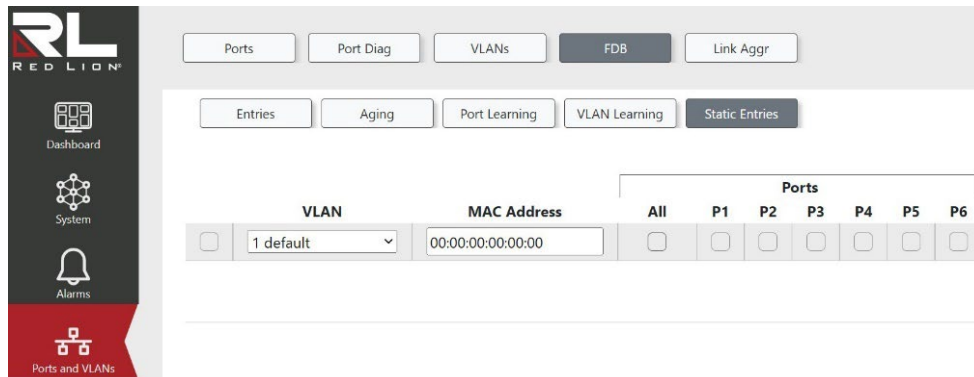 RED LION®
Ports Port Diag VLANs FDB Link Aggr
Entries Aging Port Learning VLAN Learning Static Entries
Dashboard
System
Alarms
Ports and VLANs
Ports
VLAN MAC Address All P1 P2 P3 P4 P5 P6
1 default 00:00:00:00:00:00